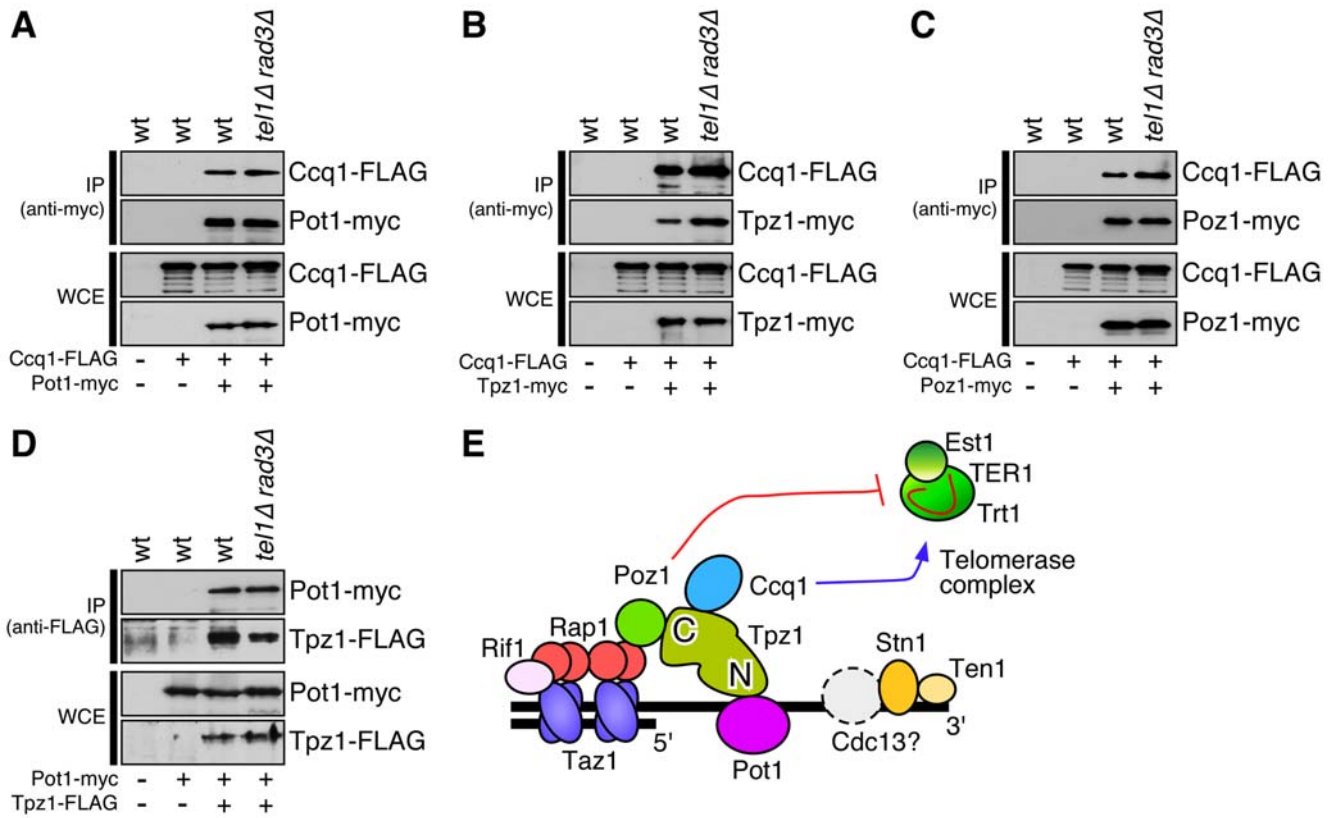 A
wt
wt
wt
tel1Δ rad3Δ
IP
(anti-myc)
Ccq1-FLAG
Pot1-myc
WCE
Ccq1-FLAG
Pot1-myc
Ccq1-FLAG - + + +
Pot1-myc - - + +
B
wt
wt
wt
tel1Δ rad3Δ
IP
(anti-myc)
Ccq1-FLAG
Tpz1-myc
WCE
Ccq1-FLAG
Tpz1-myc
Ccq1-FLAG - + + +
Tpz1-myc - - + +
C
wt
wt
wt
tel1Δ rad3Δ
IP
(anti-myc)
Ccq1-FLAG
Poz1-myc
WCE
Ccq1-FLAG
Poz1-myc
Ccq1-FLAG - + + +
Poz1-myc - - + +
D
wt
wt
wt
tel1Δ rad3Δ
IP
(anti-FLAG)
Pot1-myc
Tpz1-FLAG
WCE
Pot1-myc
Tpz1-FLAG
Pot1-myc - + + +
Tpz1-FLAG - - + +
E
Est1
TER1
Trt1
Telomerase
complex
Poz1
Ccq1
Rif1
Rap1
C
Tpz1
N
Stn1
Ten1
5'
3'
Taz1
Pot1
Cdc13?